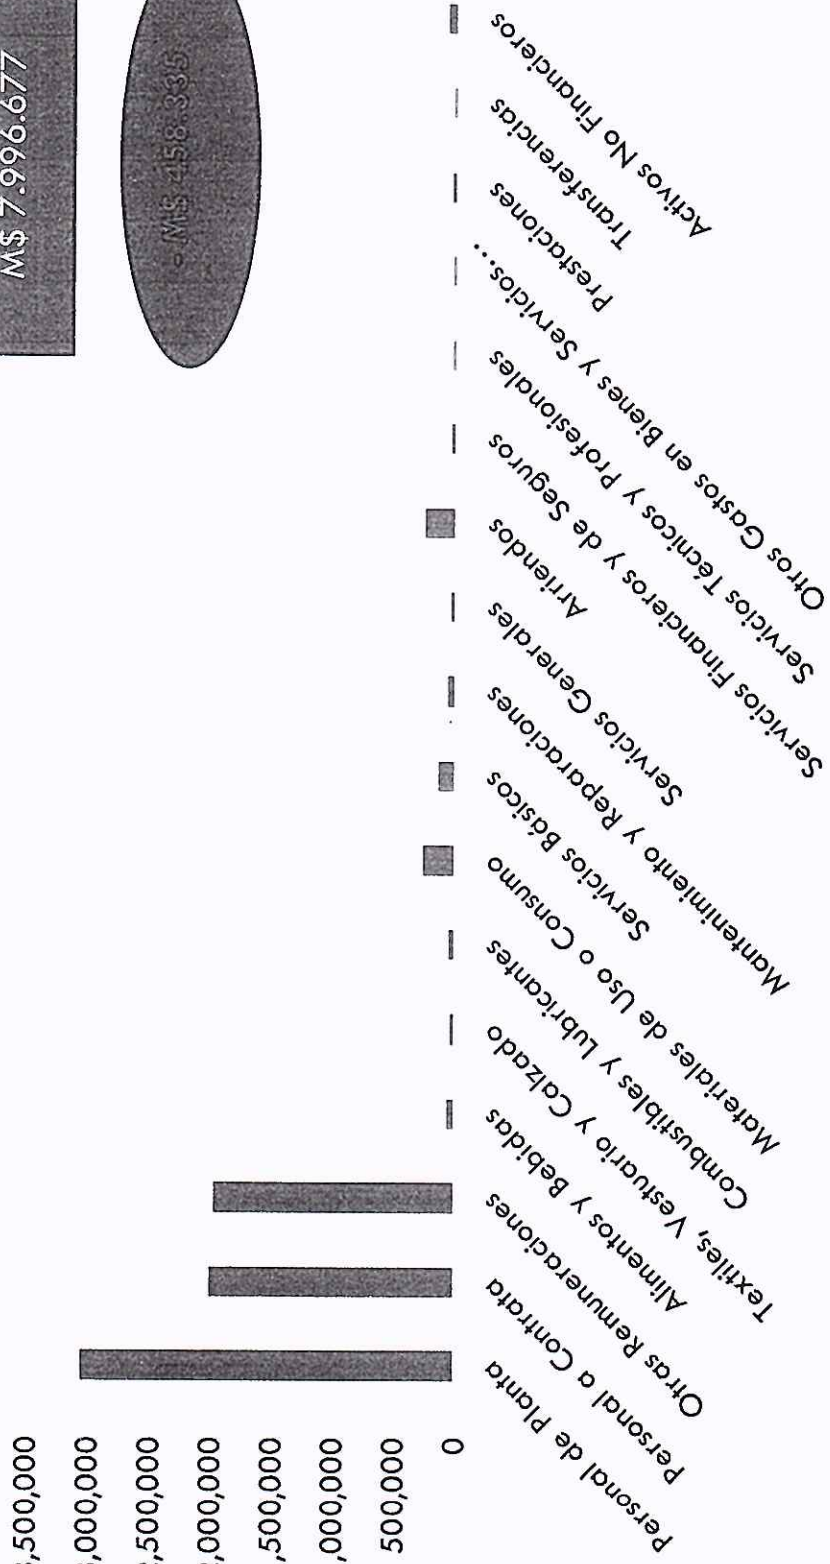 M$ 7.996.677
- M$ 458.335
,500,000
,000,000
,500,000
,000,000
,500,000
,000,000
500,000
0
Personal de Planta
Personal a Contrata
Otras Remuneraciones
Alimentos y Bebidas
Textiles, Vestuario y Calzado
Combustibles y Lubricantes
Materiales de Uso o Consumo
Servicios Básicos
Mantenimiento y Reparaciones
Servicios Generales
Arriendos
Servicios Financieros y de Seguros
Servicios Técnicos y Profesionales
Otros Gastos en Bienes y Servicios...
Prestaciones
Transferencias
Activos No Financieros